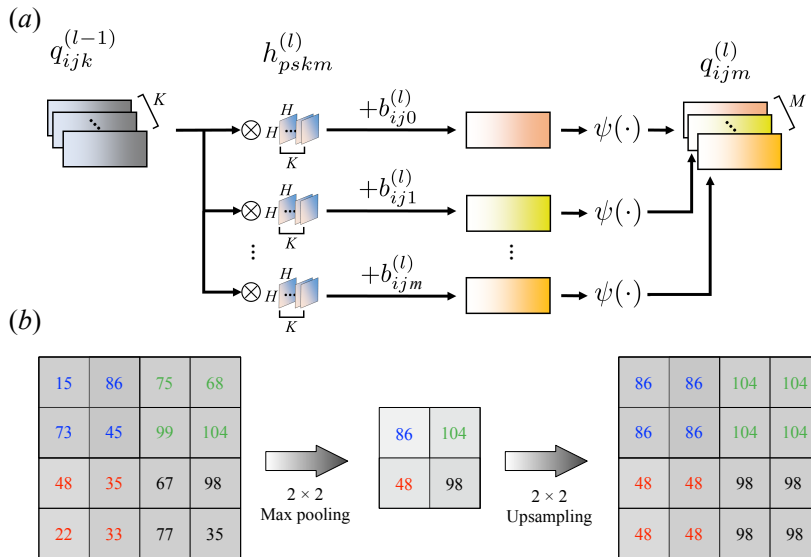 (a)
q_{ijk}^{(l-1)} h_{pskm}^{(l)} q_{ijm}^{(l)}
K M
⋱ ⋱
⊗ H H ... K +b_{ij0}^{(l)} ψ(·)
⊗ H H ... K +b_{ij1}^{(l)} ψ(·)
⋮ ⋮
⊗ H H ... K +b_{ijm}^{(l)} ψ(·)
(b)
15 86 75 68
73 45 99 104
48 35 67 98
22 33 77 35
2 × 2
Max pooling
86 104
48 98
2 × 2
Upsampling
86 86 104 104
86 86 104 104
48 48 98 98
48 48 98 98